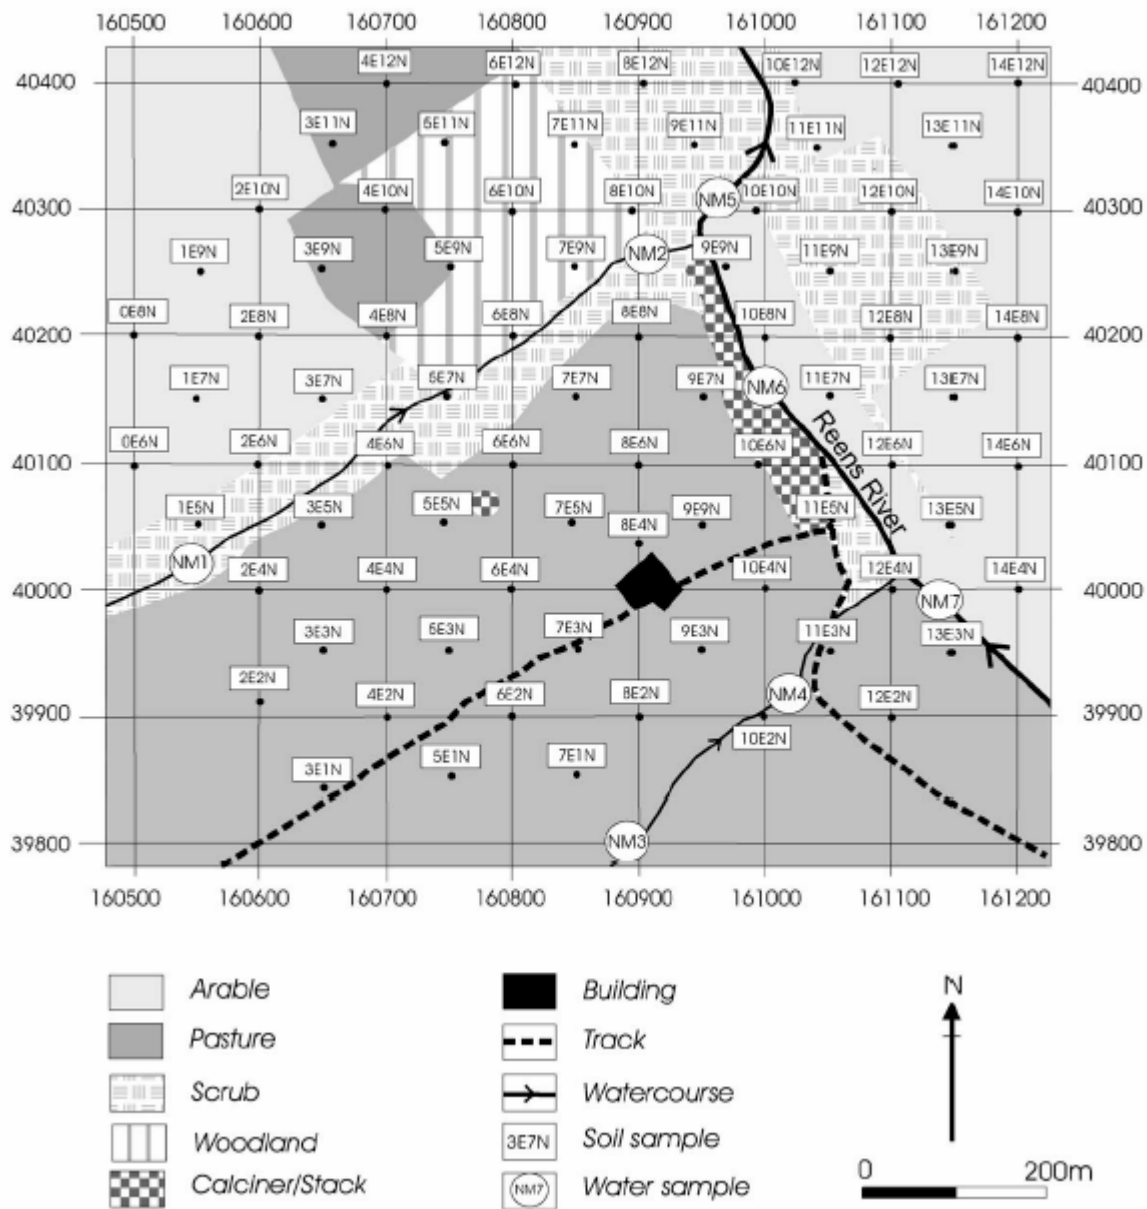 160500 160600 160700 160800 160900 161000 161100 161200
4E12N 6E12N 8E12N 10E12N 12E12N 14E12N
40400 40400
3E11N 5E11N 7E11N 9E11N 11E11N 13E11N
2E10N 4E10N 6E10N 8E10N NM5 10E10N 12E10N 14E10N
40300 40300
1E9N 3E9N 5E9N 7E9N NM2 9E9N 11E9N 13E9N
0E8N 2E8N 4E8N 6E8N 8E8N 10E8N 12E8N 14E8N
40200 40200
1E7N 3E7N 5E7N 7E7N 9E7N NM6 11E7N 13E7N
0E6N 2E6N 4E6N 6E6N 8E6N 10E6N 12E6N 14E6N
40100 40100
Reens River
1E5N 3E5N 5E5N 7E5N 9E9N 11E5N 13E5N
8E4N
NM1 2E4N 4E4N 6E4N 10E4N 12E4N 14E4N
40000 NM7 40000
3E3N 5E3N 7E3N 9E3N 11E3N 13E3N
2E2N 4E2N 6E2N 8E2N NM4 12E2N
39900 39900
10E2N
3E1N 5E1N 7E1N
39800 NM3 39800
160500 160600 160700 160800 160900 161000 161100 161200
Arable Building N
Pasture Track
Scrub Watercourse
Woodland 3E7N Soil sample
Calciner/Stack NM7 Water sample
0 200m